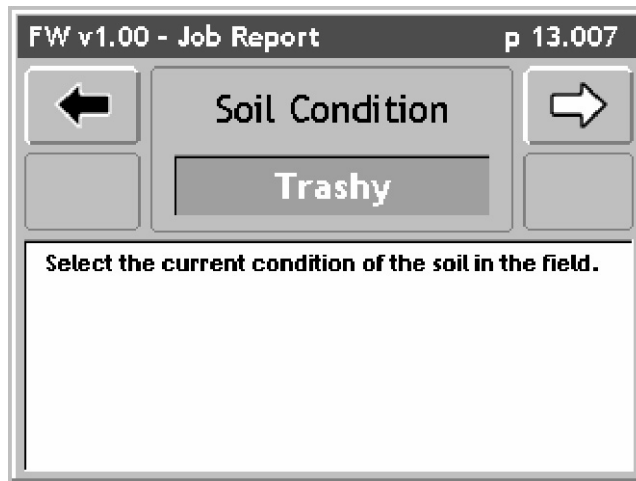 FW v1.00 - Job Report p 13.007
Soil Condition
Trashy
Select the current condition of the soil in the field.